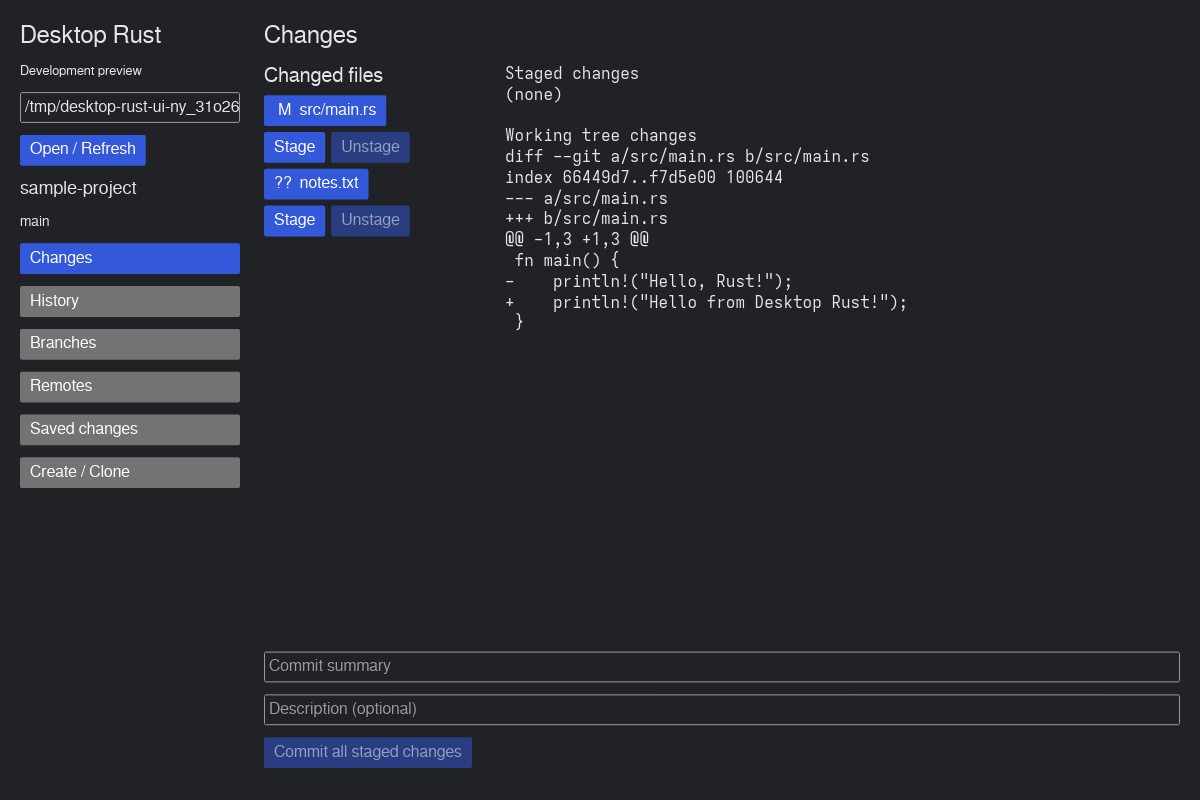 Desktop Rust
Development preview
/tmp/desktop-rust-ui-ny_31o26
Open / Refresh
sample-project
main
Changes
History
Branches
Remotes
Saved changes
Create / Clone
Changes
Changed files
M src/main.rs
Stage Unstage
?? notes.txt
Stage Unstage
Staged changes
(none)
Working tree changes
diff --git a/src/main.rs b/src/main.rs
index 66449d7..f7d5e00 100644
--- a/src/main.rs
+++ b/src/main.rs
@@ -1,3 +1,3 @@
 fn main() {
-    println!("Hello, Rust!");
+    println!("Hello from Desktop Rust!");
 }
Commit summary
Description (optional)
Commit all staged changes